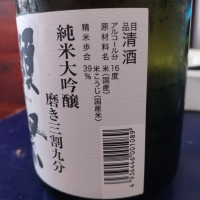 品目 清酒
アルコール分 16度
原材料名 米(国産)
米こうじ(国産米)
精米歩合 39%
純米大吟醸
磨き三割九分